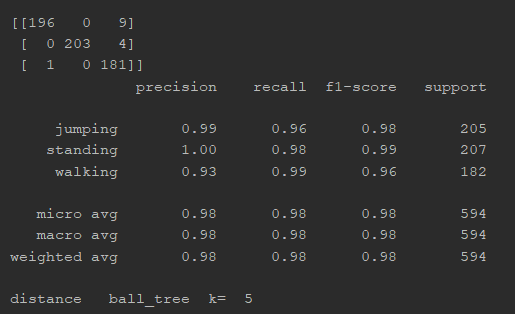 [[196   0   9]
 [  0 203   4]
 [  1   0 181]]
              precision    recall  f1-score   support

     jumping       0.99      0.96      0.98       205
    standing       1.00      0.98      0.99       207
     walking       0.93      0.99      0.96       182

   micro avg       0.98      0.98      0.98       594
   macro avg       0.98      0.98      0.98       594
weighted avg       0.98      0.98      0.98       594

distance   ball_tree  k=  5